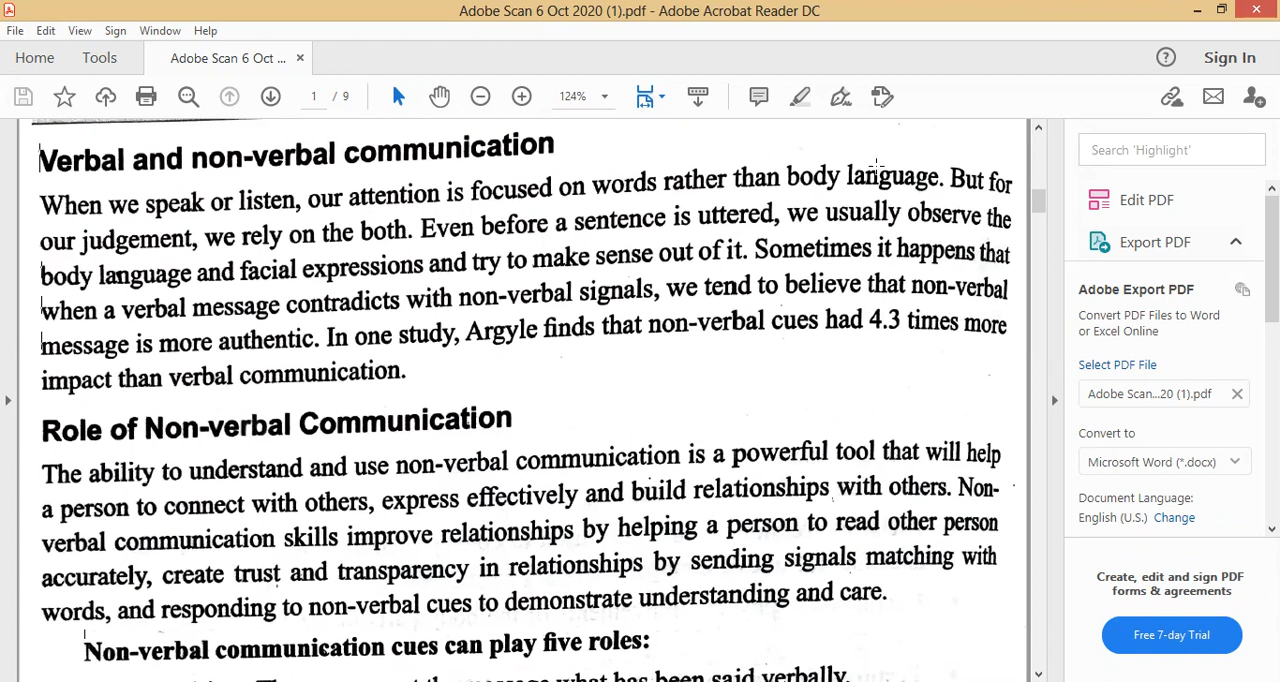 Adobe Scan 6 Oct 2020 (1).pdf - Adobe Acrobat Reader DC
File Edit View Sign Window Help
Home Tools Adobe Scan 6 Oct ... × Sign In
1 / 9 124%
Verbal and non-verbal communication
When we speak or listen, our attention is focused on words rather than body language. But for
our judgement, we rely on the both. Even before a sentence is uttered, we usually observe the
body language and facial expressions and try to make sense out of it. Sometimes it happens that
when a verbal message contradicts with non-verbal signals, we tend to believe that non-verbal
message is more authentic. In one study, Argyle finds that non-verbal cues had 4.3 times more
impact than verbal communication.
Role of Non-verbal Communication
The ability to understand and use non-verbal communication is a powerful tool that will help
a person to connect with others, express effectively and build relationships with others. Non-
verbal communication skills improve relationships by helping a person to read other person
accurately, create trust and transparency in relationships by sending signals matching with
words, and responding to non-verbal cues to demonstrate understanding and care.
Non-verbal communication cues can play five roles:
the message what has been said verbally.
Search 'Highlight'
Edit PDF
Export PDF
Adobe Export PDF
Convert PDF Files to Word
or Excel Online
Select PDF File
Adobe Scan...20 (1).pdf
Convert to
Microsoft Word (*.docx)
Document Language:
English (U.S.) Change
Create, edit and sign PDF
forms & agreements
Free 7-day Trial